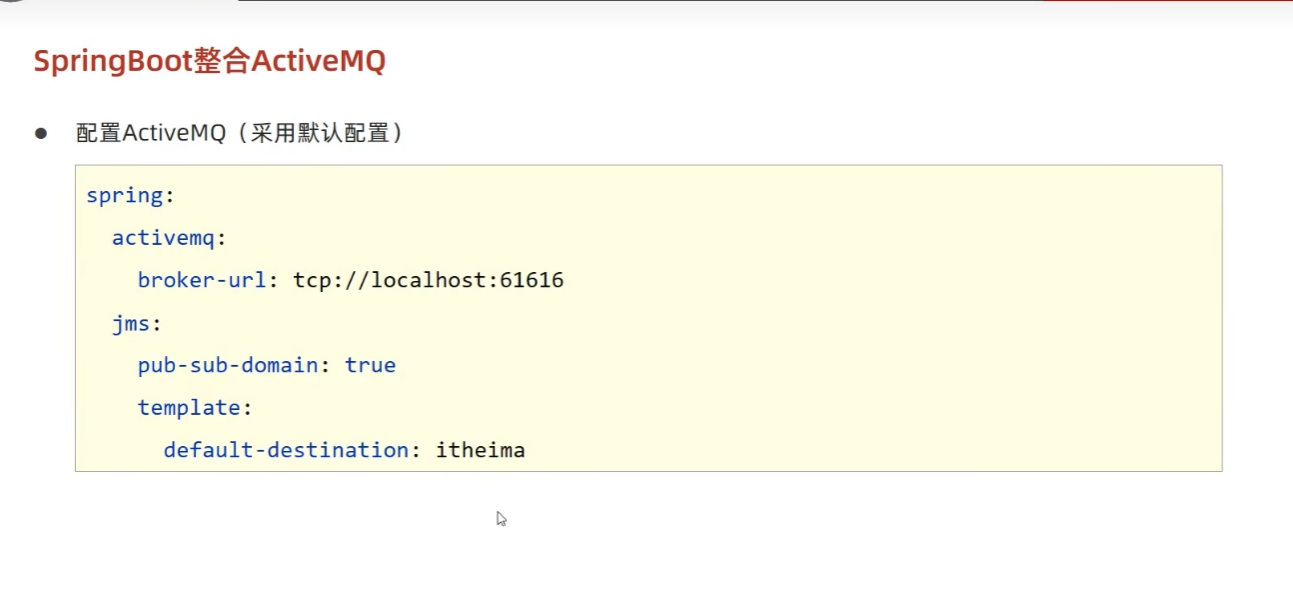 SpringBoot整合ActiveMQ
● 配置ActiveMQ（采用默认配置）
spring:
  activemq:
    broker-url: tcp://localhost:61616
  jms:
    pub-sub-domain: true
    template:
      default-destination: itheima